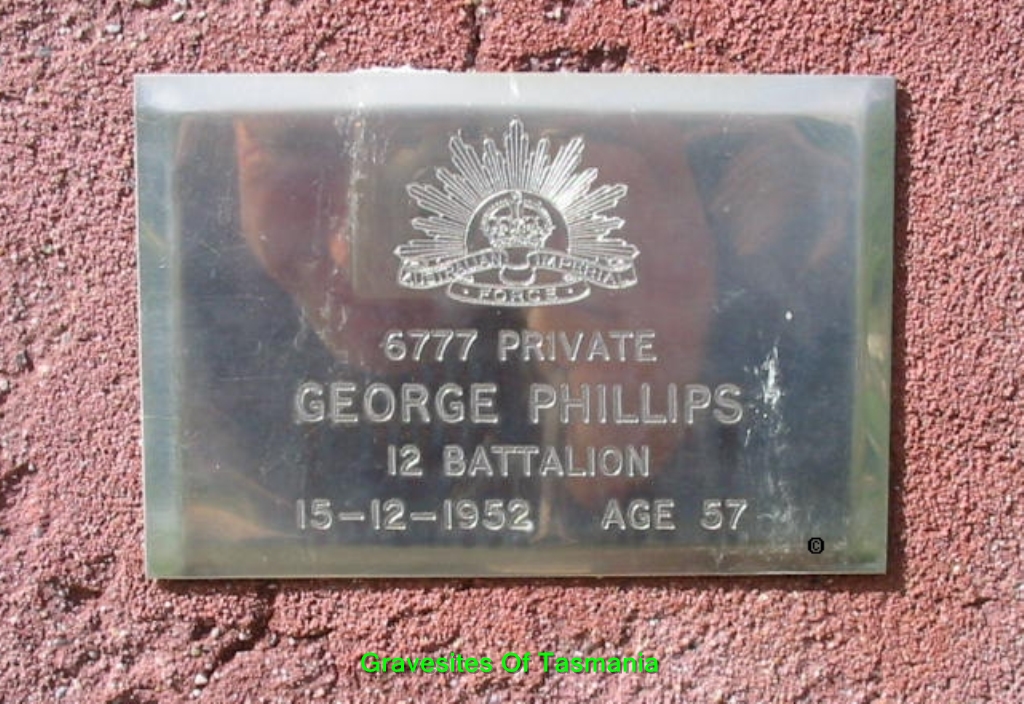 AUSTRALIAN IMPERIAL
FORCE
6777 PRIVATE
GEORGE PHILLIPS
12 BATTALION
15-12-1952 AGE 57
©
Gravesites Of Tasmania